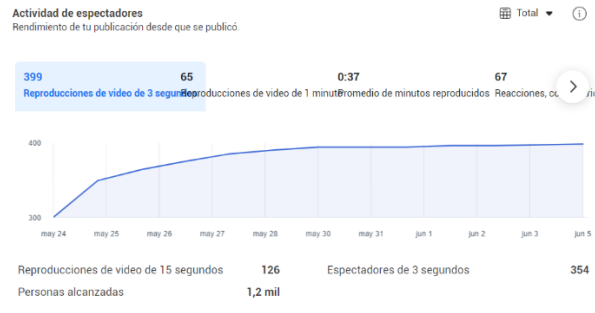 Actividad de espectadores
Total
Rendimiento de tu publicación desde que se publicó.
399
65
0:37
67
Reproducciones de video de 3 segundos
Reproducciones de video de 1 minuto
Promedio de minutos reproducidos
Reacciones,
400
300
may 24
may 25
may 26
may 27
may 28
may 30
may 31
jun 1
jun 2
jun 3
jun 5
Reproducciones de video de 15 segundos
126
Espectadores de 3 segundos
354
Personas alcanzadas
1,2 mil